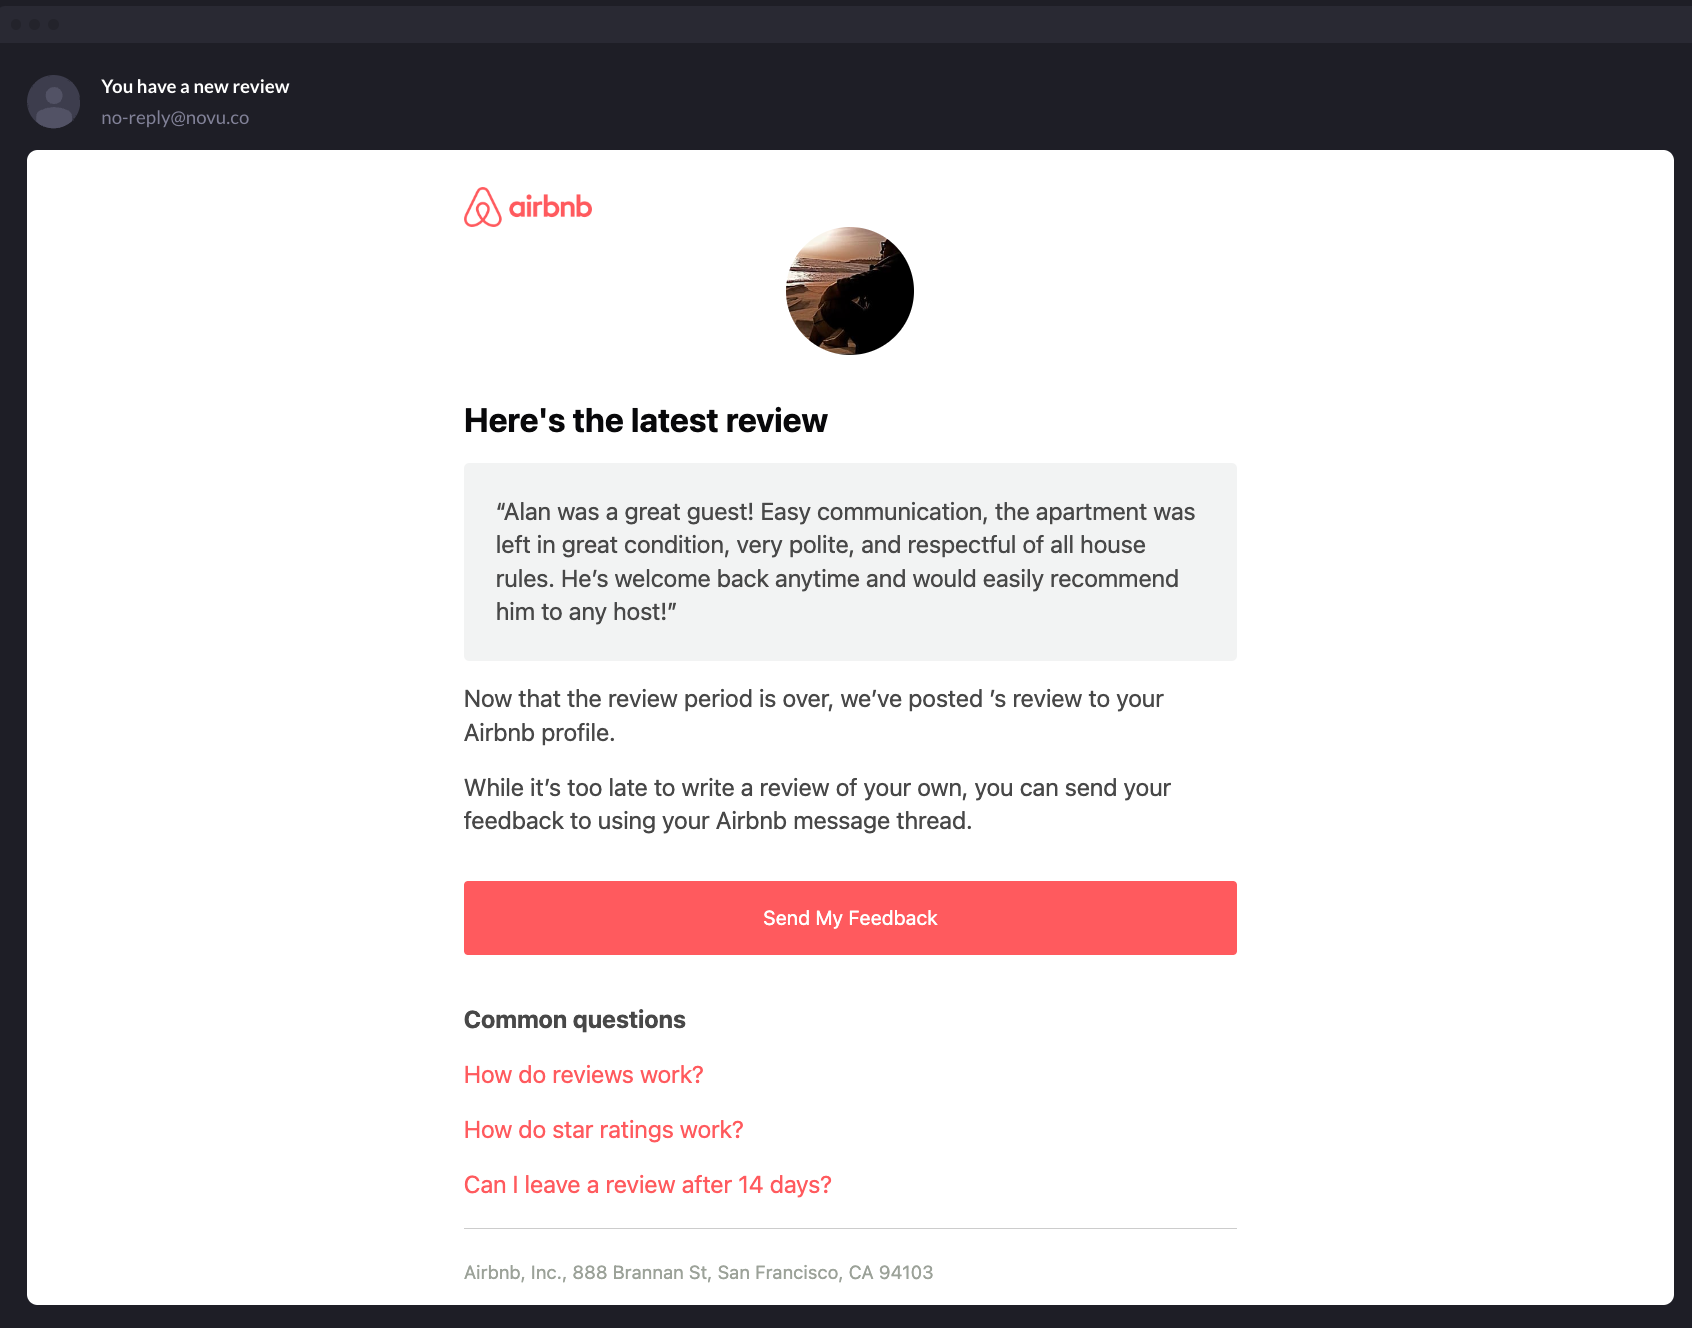 You have a new review
no-reply@novu.co
airbnb
Here's the latest review
“Alan was a great guest! Easy communication, the apartment was
left in great condition, very polite, and respectful of all house
rules. He’s welcome back anytime and would easily recommend
him to any host!”
Now that the review period is over, we’ve posted ’s review to your
Airbnb profile.
While it’s too late to write a review of your own, you can send your
feedback to using your Airbnb message thread.
Send My Feedback
Common questions
How do reviews work?
How do star ratings work?
Can I leave a review after 14 days?
Airbnb, Inc., 888 Brannan St, San Francisco, CA 94103